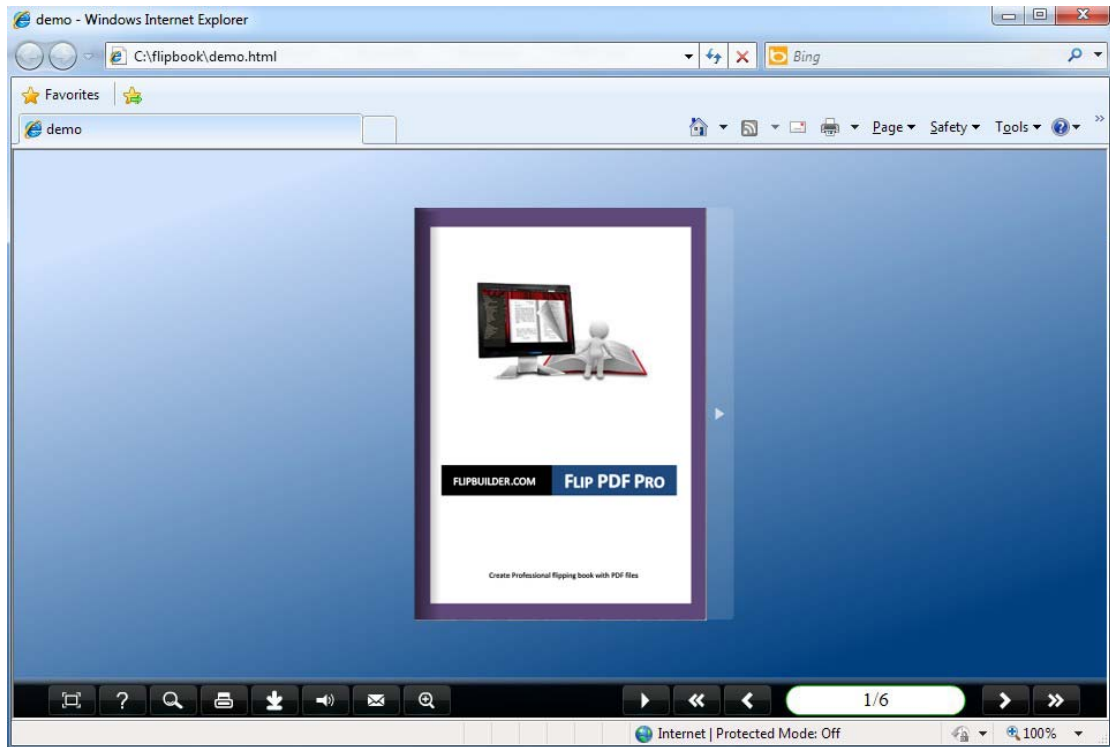 demo - Windows Internet Explorer
C:\flipbook\demo.html
Bing
Favorites
demo
Page Safety Tools
FLIPBUILDER.COM FLIP PDF PRO
Create Professional flipping book with PDF files
1/6
Internet | Protected Mode: Off
100%